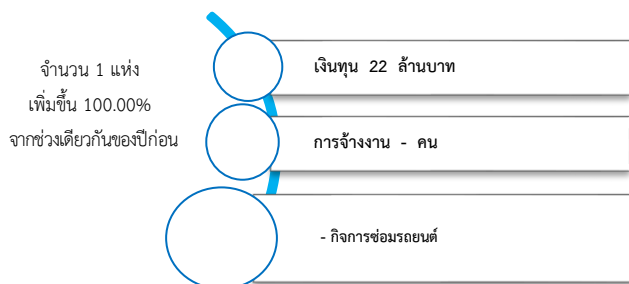 จำนวน 1 แห่ง
เพิ่มขึ้น 100.00%
จากช่วงเดียวกันของปีก่อน
เงินทุน 22 ล้านบาท
การจ้างงาน - คน
- กิจการซ่อมรถยนต์